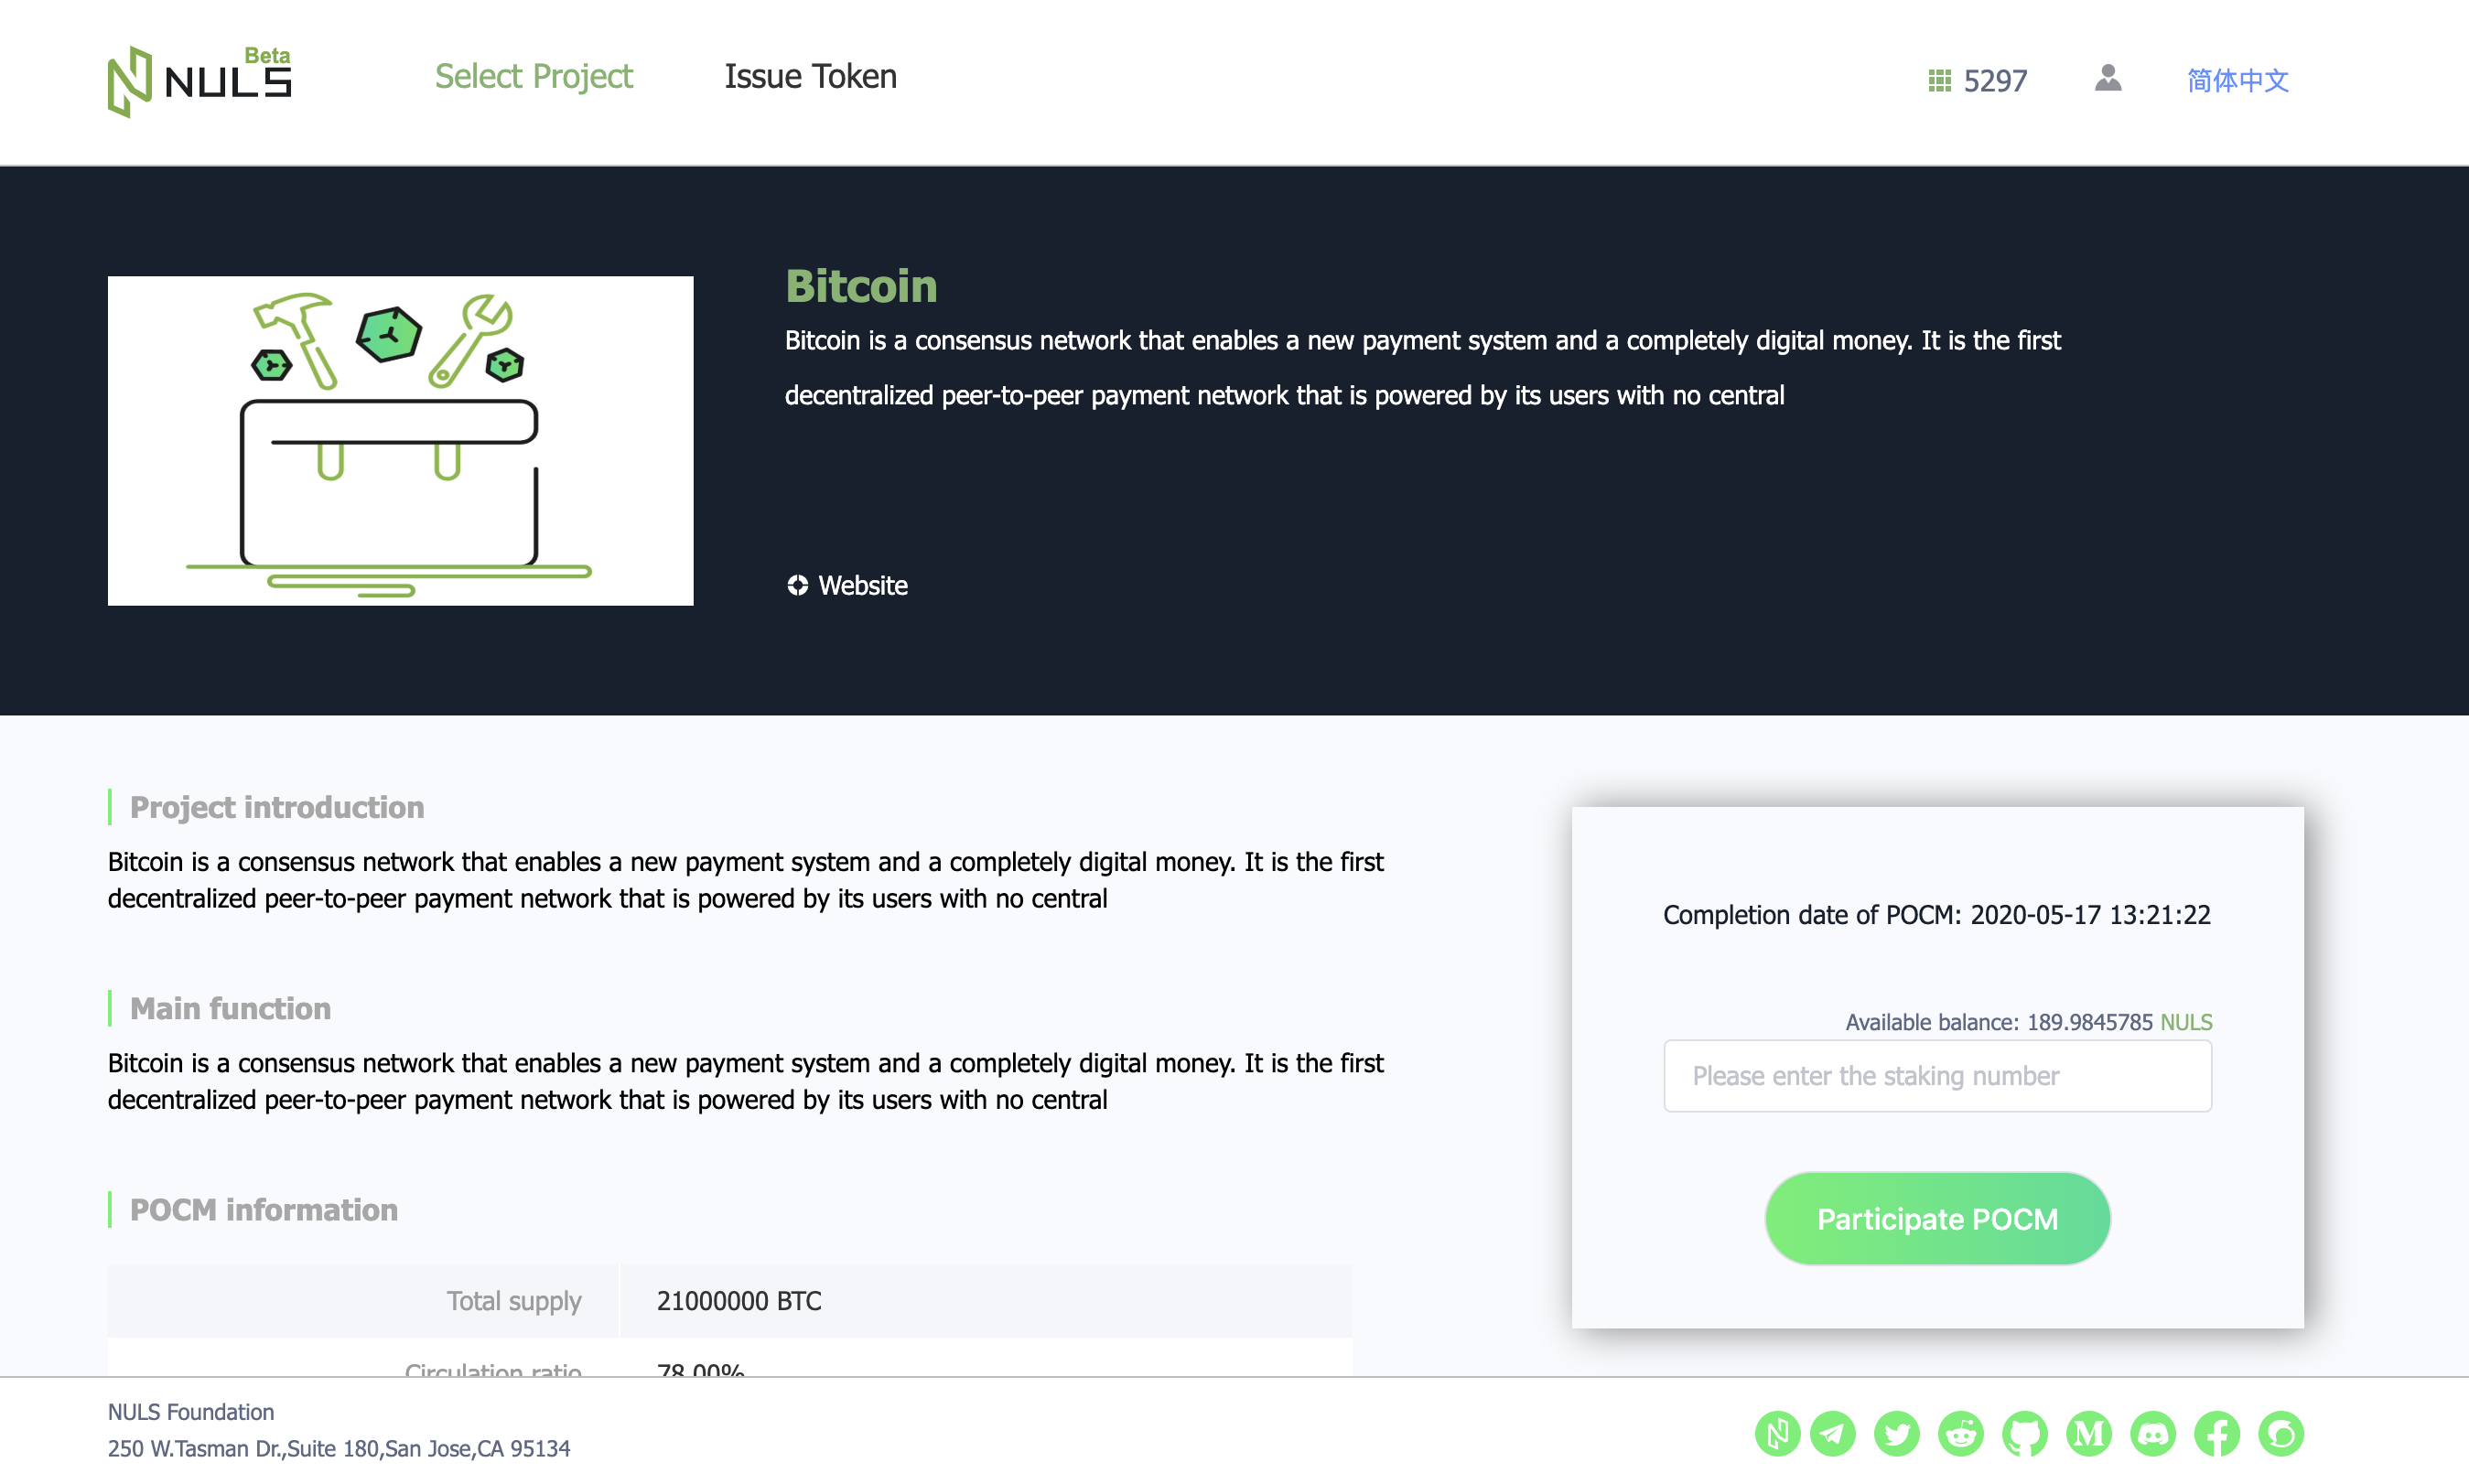 NULS Beta
Select Project
Issue Token
5297
简体中文
Bitcoin
Bitcoin is a consensus network that enables a new payment system and a completely digital money. It is the first
decentralized peer-to-peer payment network that is powered by its users with no central
Website
Project introduction
Bitcoin is a consensus network that enables a new payment system and a completely digital money. It is the first
decentralized peer-to-peer payment network that is powered by its users with no central
Main function
Bitcoin is a consensus network that enables a new payment system and a completely digital money. It is the first
decentralized peer-to-peer payment network that is powered by its users with no central
POCM information
Total supply 21000000 BTC
Circulation ratio 78.00%
Completion date of POCM: 2020-05-17 13:21:22
Available balance: 189.9845785 NULS
Please enter the staking number
Participate POCM
NULS Foundation
250 W.Tasman Dr.,Suite 180,San Jose,CA 95134